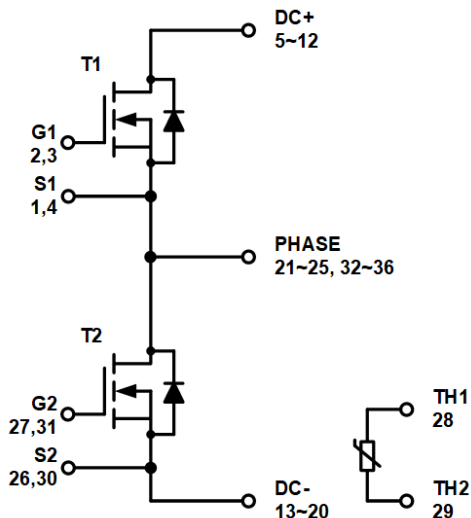 DC+
5~12
T1
G1
2,3
S1
1,4
PHASE
21~25, 32~36
T2
G2
27,31
S2
26,30
TH1
28
DC-
13~20
TH2
29